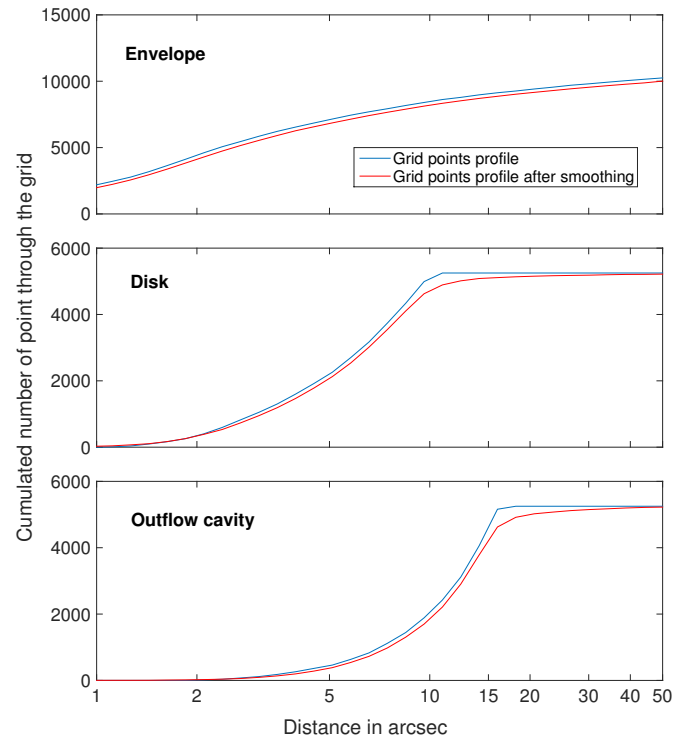 15000
Envelope
10000
5000
0
Grid points profile
Grid points profile after smoothing
Cumulated number of point through the grid
6000
Disk
4000
2000
0
6000
Outflow cavity
4000
2000
0
1 2 5 10 15 20 30 40 50
Distance in arcsec